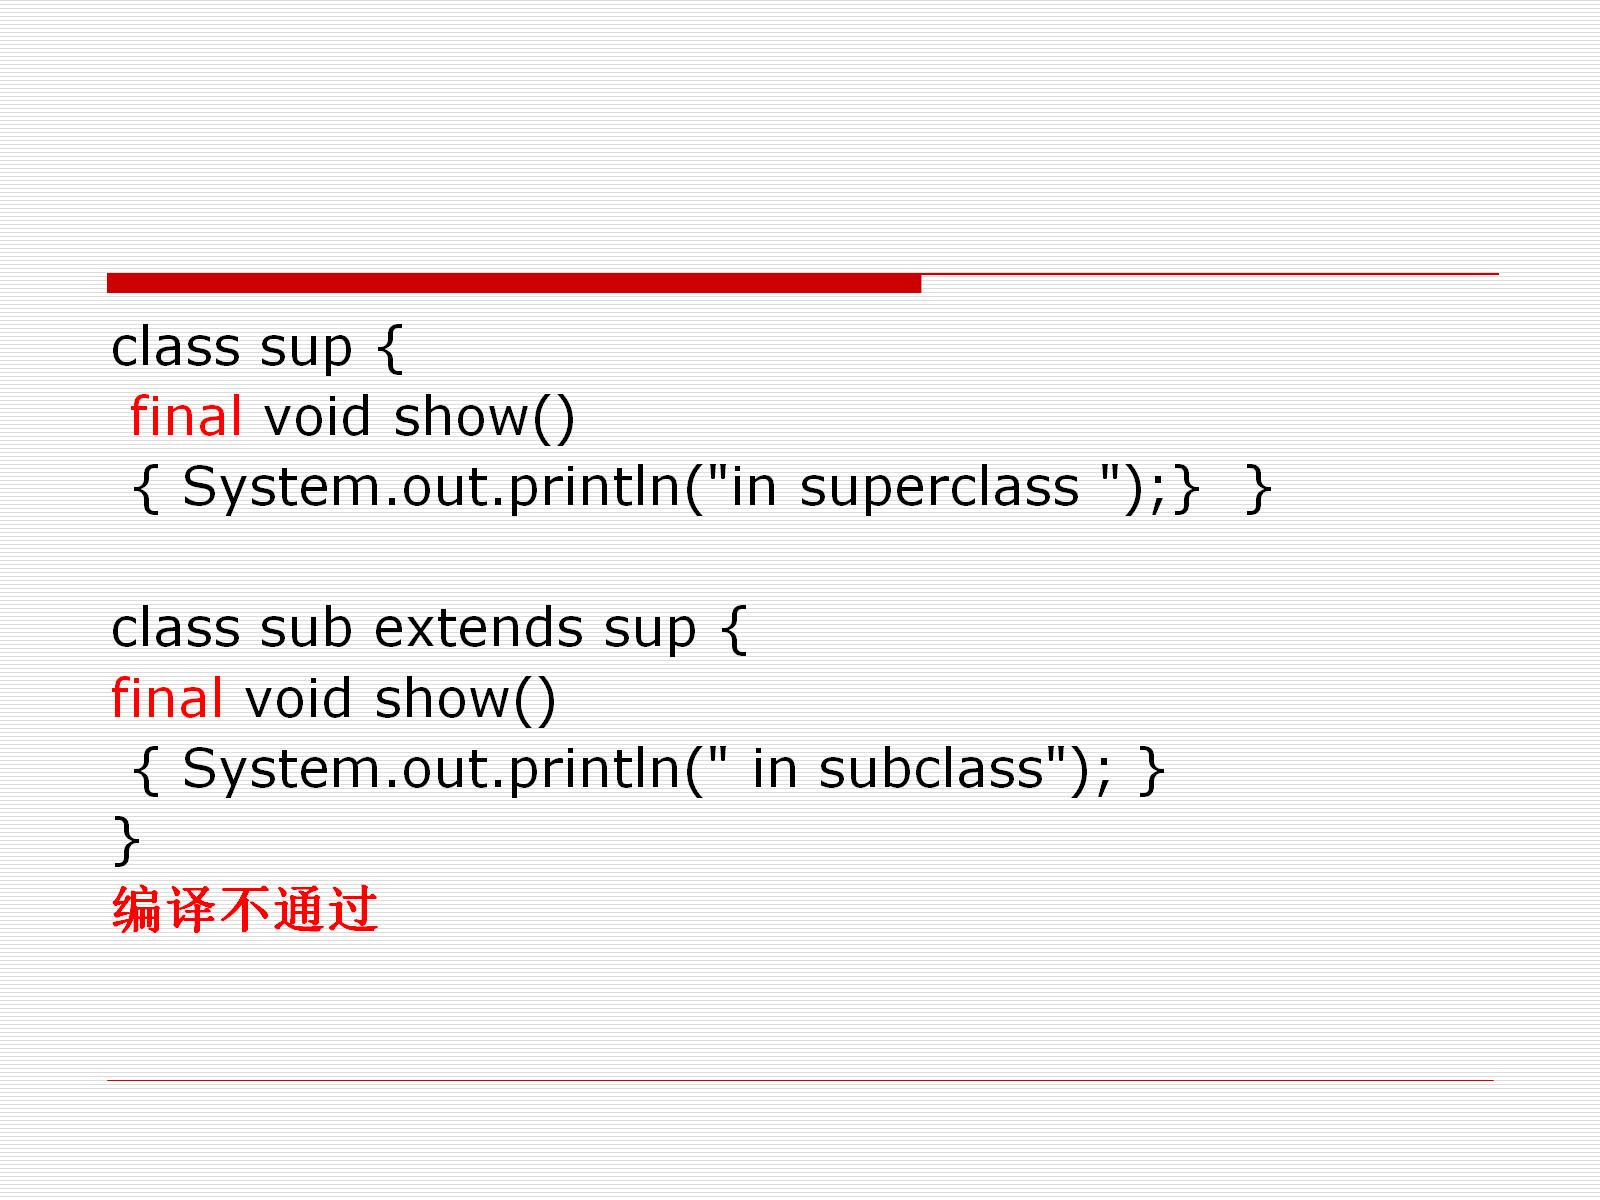 class sup {
final void show()
{ System.out.println("in superclass ");}  }
class sub extends sup {
final void show()
{ System.out.println(" in subclass"); }
}
编译不通过